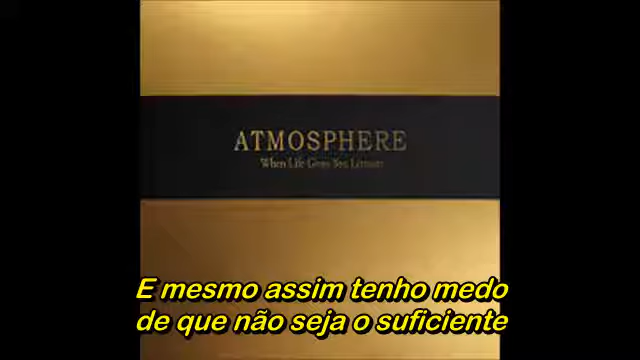 ATMOSPHERE
When Life Gives You Lemons
E mesmo assim tenho medo
de que não seja o suficiente